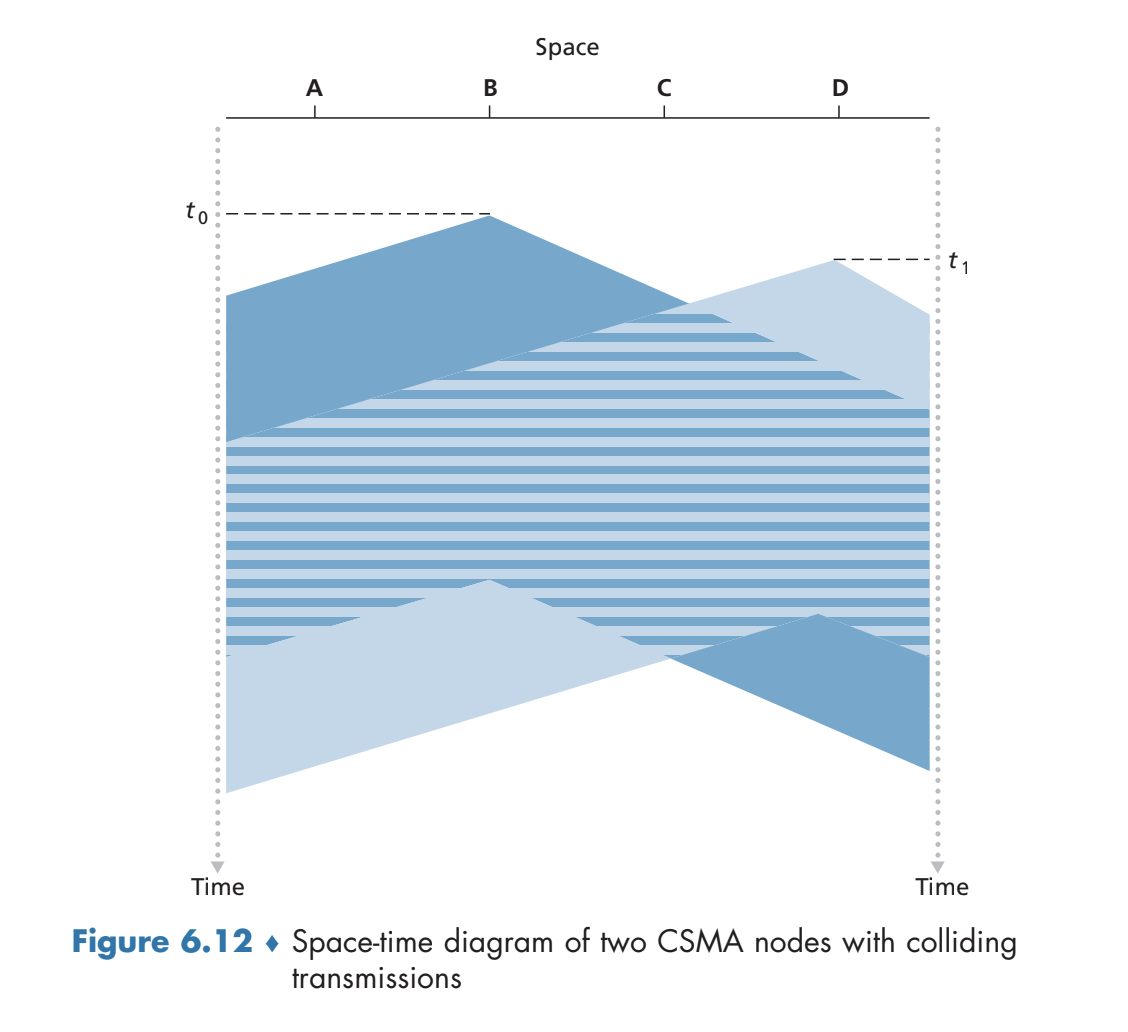 Space
A B C D
t0
t1
Time Time
Figure 6.12 ♦ Space-time diagram of two CSMA nodes with colliding
transmissions